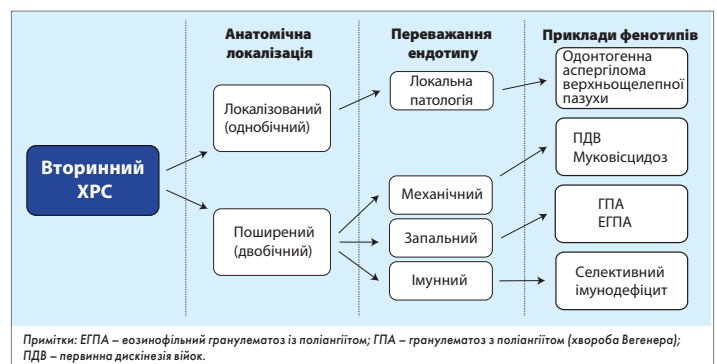 Анатомічна
локалізація
Переважання
ендотипу
Приклади фенотипів
Вторинний
ХРС
Локалізований
(однобічний)
Локальна
патологія
Одонтогенна
аспергілома
верхньощелепної
пазухи
Поширений
(двобічний)
Механічний
ПДВ
Муковісцидоз
Запальний
ГПА
ЕГПА
Імунний
Селективний
імунодефіцит
Примітки: ЕГПА – еозинофільний гранулематоз із поліангіїтом; ГПА – гранулематоз з поліангіїтом (хвороба Вегенера);
ПДВ – первинна дискінезія війок.